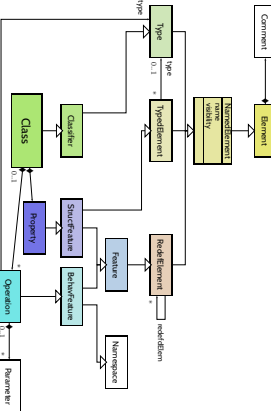 Comment
Element
NamedElement
name
visibility
Type
type
type
0..1
*
TypedElement
RedefElement
*
redefdElem
Classifier
Class
0..1
Property
StructFeature
Feature
BehavFeature
Namespace
*
Operation
0..1
*
Parameter